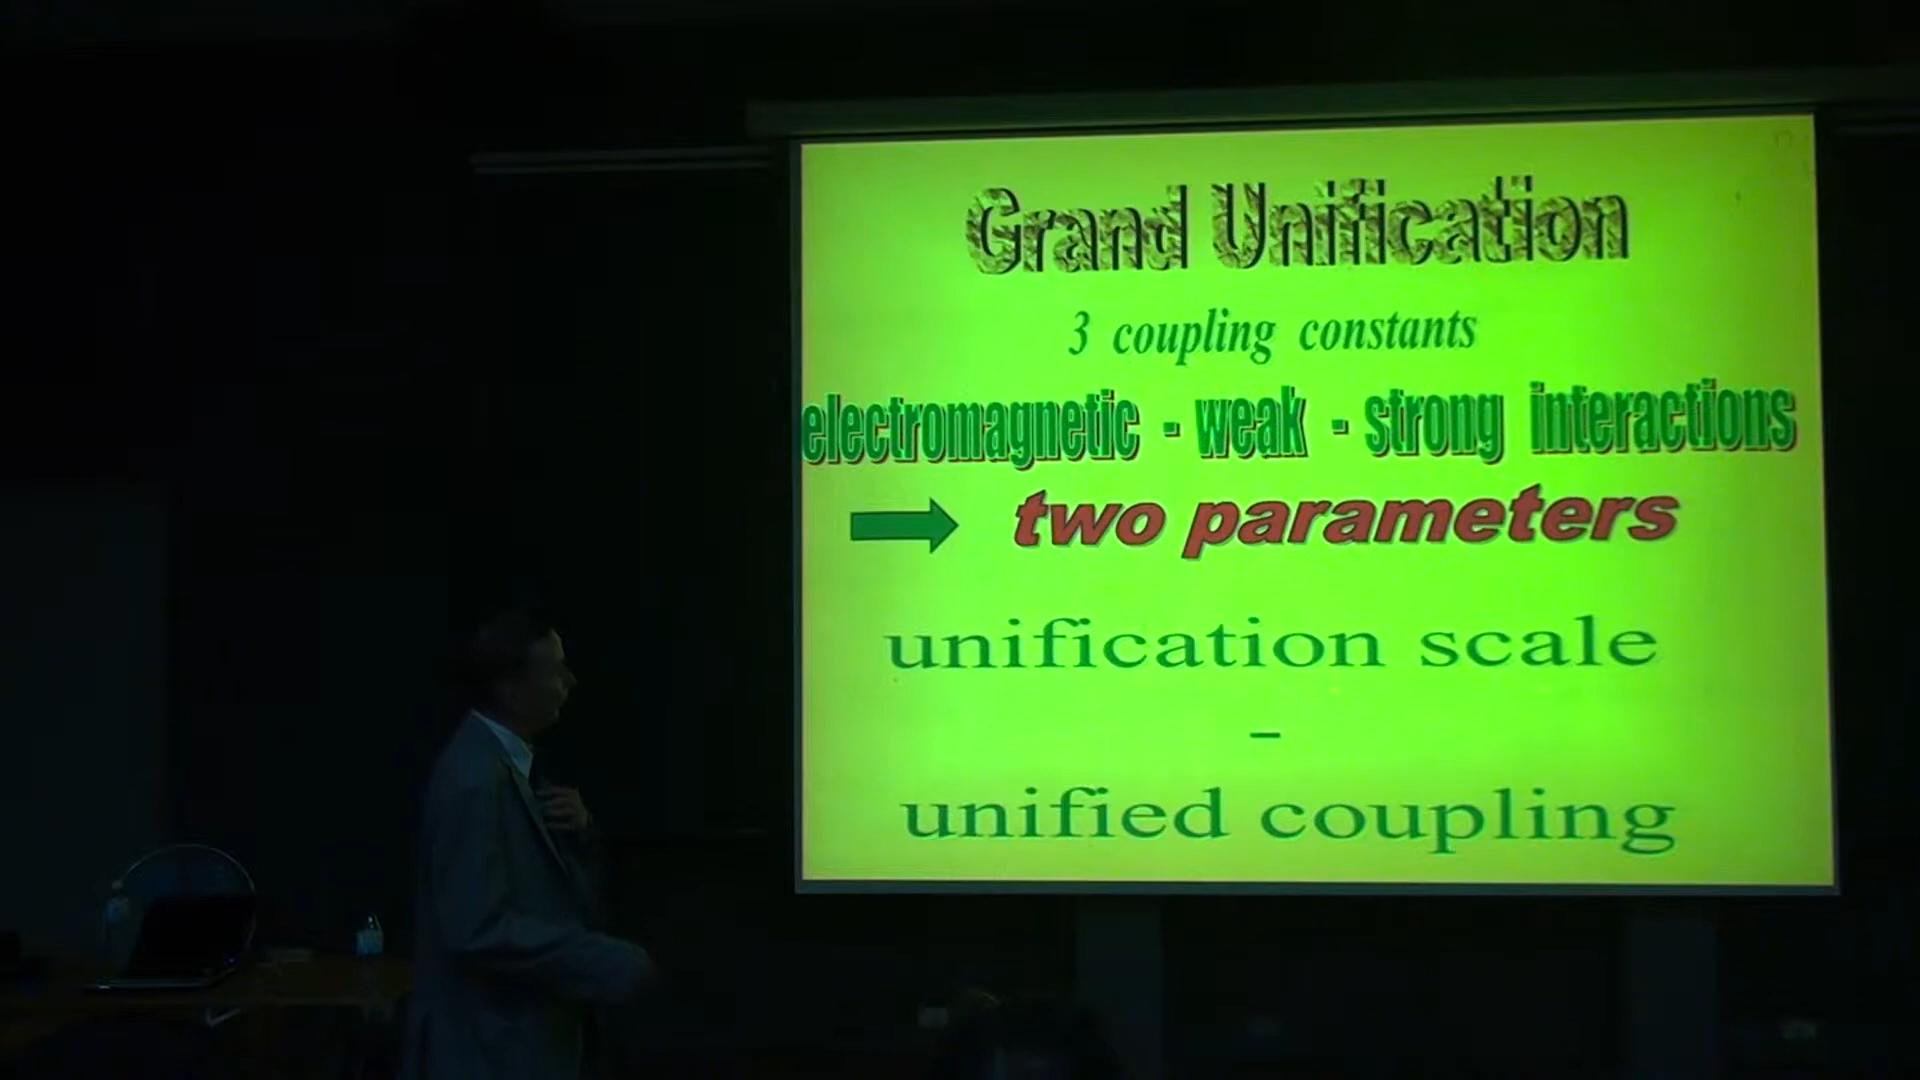 Grand Unification
3 coupling constants
electromagnetic - weak - strong interactions
two parameters
unification scale
–
unified coupling